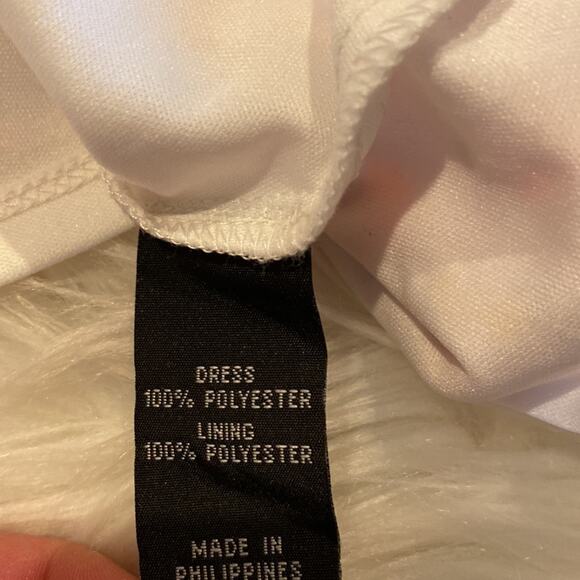 DRESS
100% POLYESTER
LINING
100% POLYESTER
MADE IN
PHILIPPINES